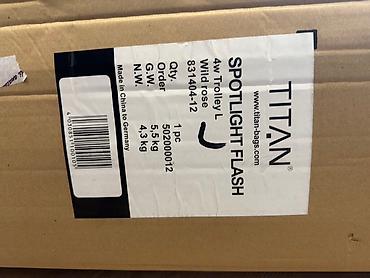 TITAN®
www.titan-bags.com
SPOTLIGHT FLASH
4w Trolley L
Wild rose
831404-12
Qty. 1 pc
Order 502000012
G.W. 5,5 kg
N.W. 4,3 kg
Made in China to Germany